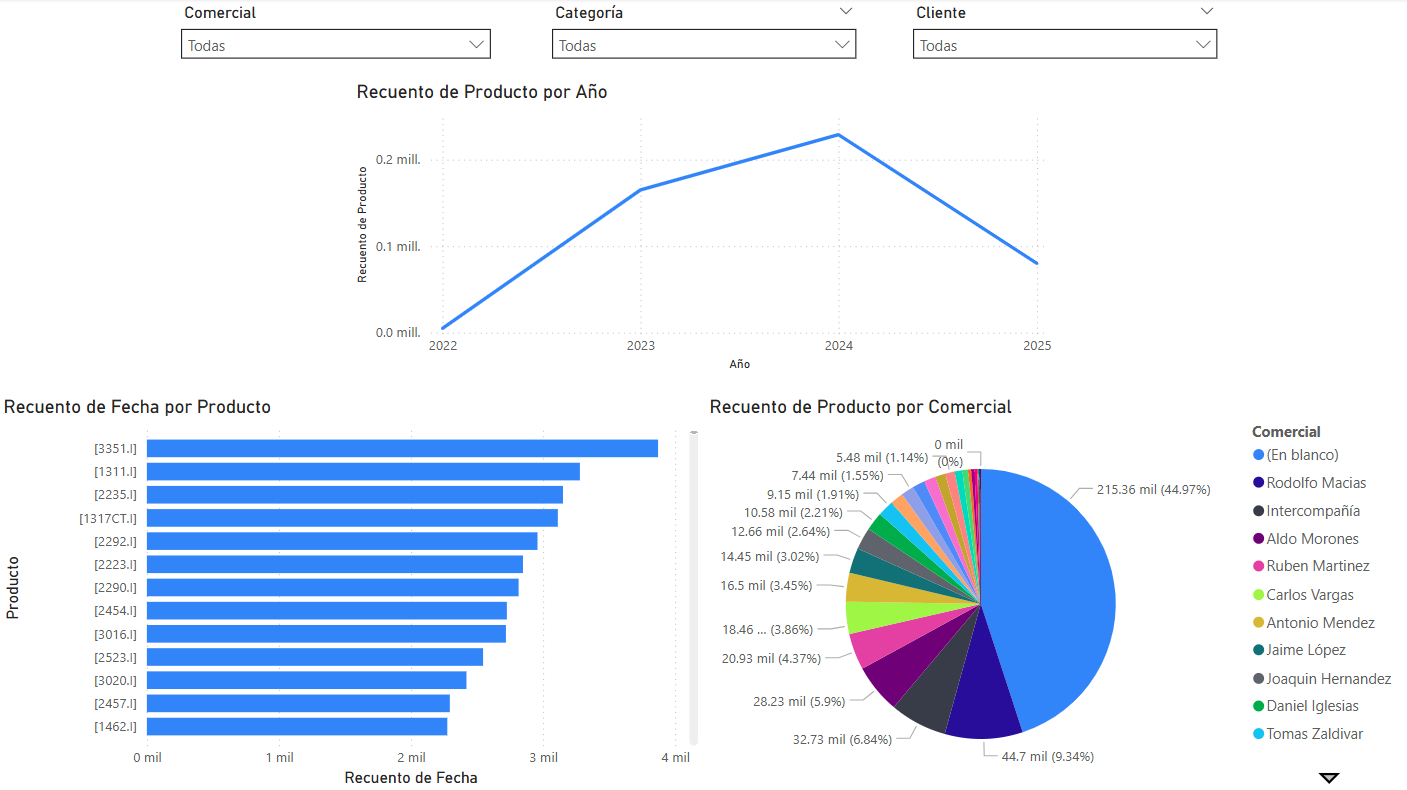 Comercial
Todas
Categoría
Todas
Cliente
Todas
Recuento de Producto por Año
Recuento de Producto
0.2 mill.
0.1 mill.
0.0 mill.
2022
2023
2024
2025
Año
Recuento de Fecha por Producto
Producto
[3351.I]
[1311.I]
[2235.I]
[1317CT.I]
[2292.I]
[2223.I]
[2290.I]
[2454.I]
[3016.I]
[2523.I]
[3020.I]
[2457.I]
[1462.I]
0 mil
1 mil
2 mil
3 mil
4 mil
Recuento de Fecha
Recuento de Producto por Comercial
0 mil
(0%)
5.48 mil (1.14%)
7.44 mil (1.55%)
9.15 mil (1.91%)
10.58 mil (2.21%)
12.66 mil (2.64%)
14.45 mil (3.02%)
16.5 mil (3.45%)
18.46 ... (3.86%)
20.93 mil (4.37%)
28.23 mil (5.9%)
32.73 mil (6.84%)
44.7 mil (9.34%)
215.36 mil (44.97%)
Comercial
(En blanco)
Rodolfo Macias
Intercompañía
Aldo Morones
Ruben Martinez
Carlos Vargas
Antonio Mendez
Jaime López
Joaquin Hernandez
Daniel Iglesias
Tomas Zaldivar